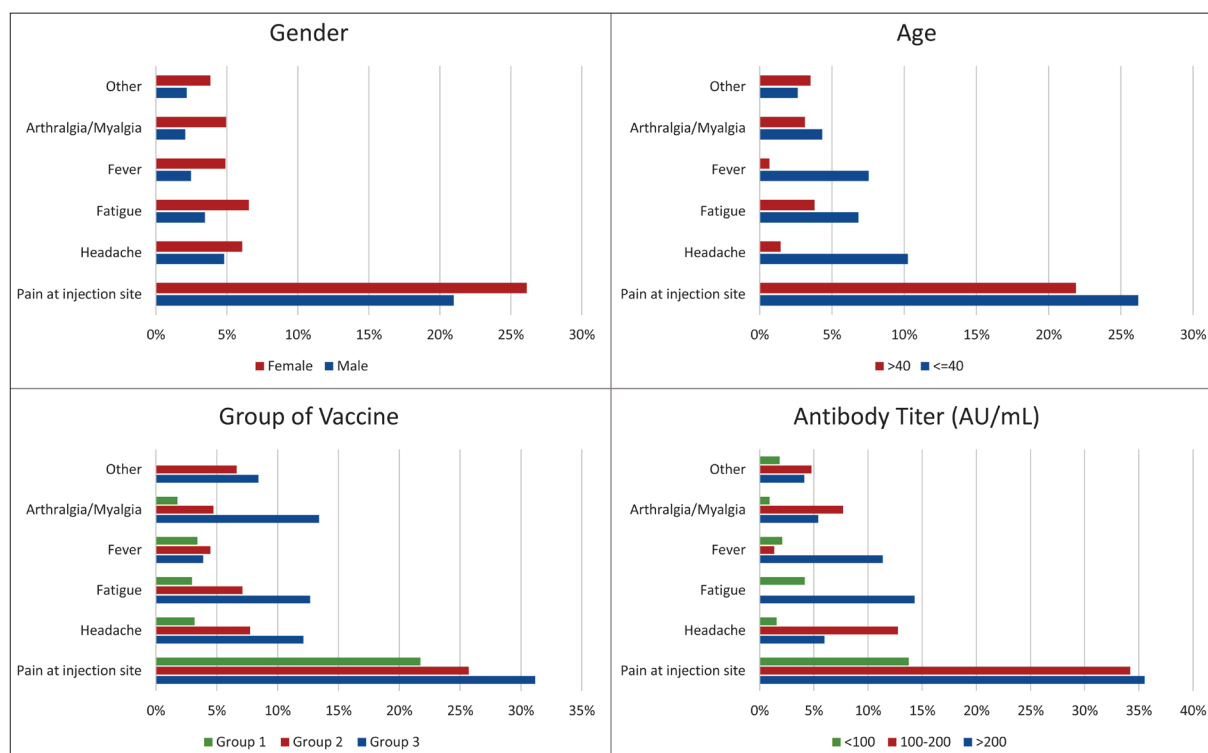 Gender
Other
Arthralgia/Myalgia
Fever
Fatigue
Headache
Pain at injection site
0% 5% 10% 15% 20% 25% 30%
Female Male
Age
Other
Arthralgia/Myalgia
Fever
Fatigue
Headache
Pain at injection site
0% 5% 10% 15% 20% 25% 30%
>40 <=40
Group of Vaccine
Other
Arthralgia/Myalgia
Fever
Fatigue
Headache
Pain at injection site
0% 5% 10% 15% 20% 25% 30% 35%
Group 1 Group 2 Group 3
Antibody Titer (AU/mL)
Other
Arthralgia/Myalgia
Fever
Fatigue
Headache
Pain at injection site
0% 5% 10% 15% 20% 25% 30% 35% 40%
<100 100-200 >200